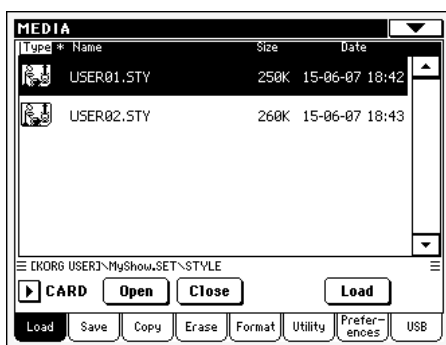 MEDIA
Type * Name Size Date
USER01.STY 250K 15-06-07 18:42
USER02.STY 260K 15-06-07 18:43
[KORG USER]\MyShow.SET\STYLE
CARD Open Close Load
Load Save Copy Erase Format Utility Prefer-ences USB